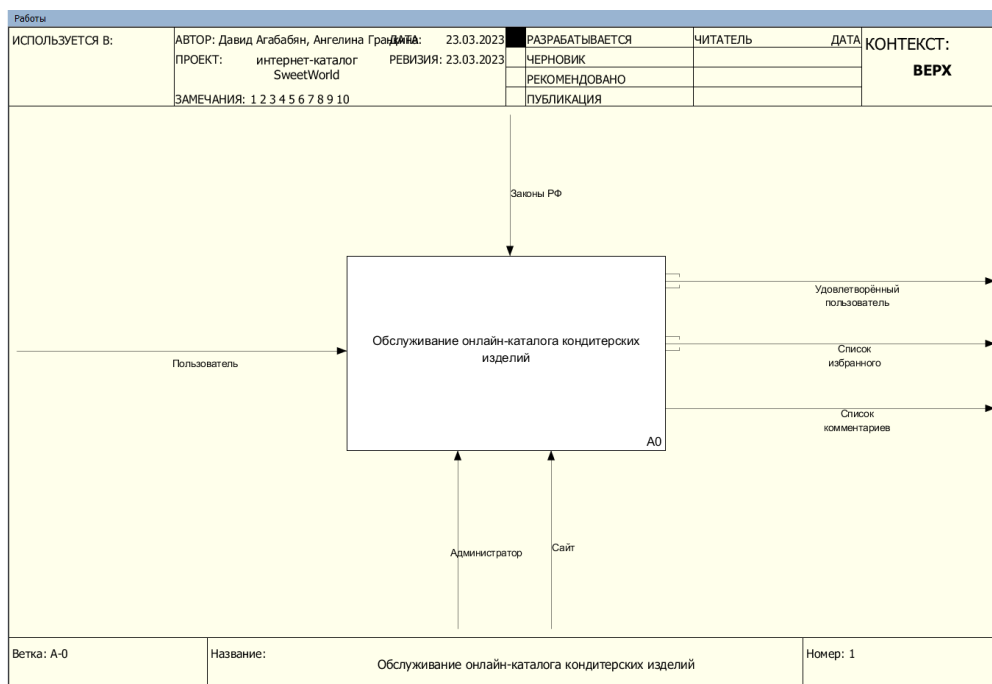 Работы
ИСПОЛЬЗУЕТСЯ В:
АВТОР: Давид Агабабян, Ангелина
ДАТА: 23.03.2023
ПРОЕКТ: интернет-каталог
SweetWorld
РЕВИЗИЯ: 23.03.2023
ЗАМЕЧАНИЯ: 1 2 3 4 5 6 7 8 9 10
РАЗРАБАТЫВАЕТСЯ
ЧЕРНОВИК
РЕКОМЕНДОВАНО
ПУБЛИКАЦИЯ
ЧИТАТЕЛЬ ДАТА
КОНТЕКСТ:
ВЕРХ
Законы РФ
Обслуживание онлайн-каталога кондитерских
изделий
A0
Пользователь
Удовлетворённый
пользователь
Список
избранного
Список
комментариев
Администратор
Сайт
Ветка: A-0
Название:
Обслуживание онлайн-каталога кондитерских изделий
Номер: 1